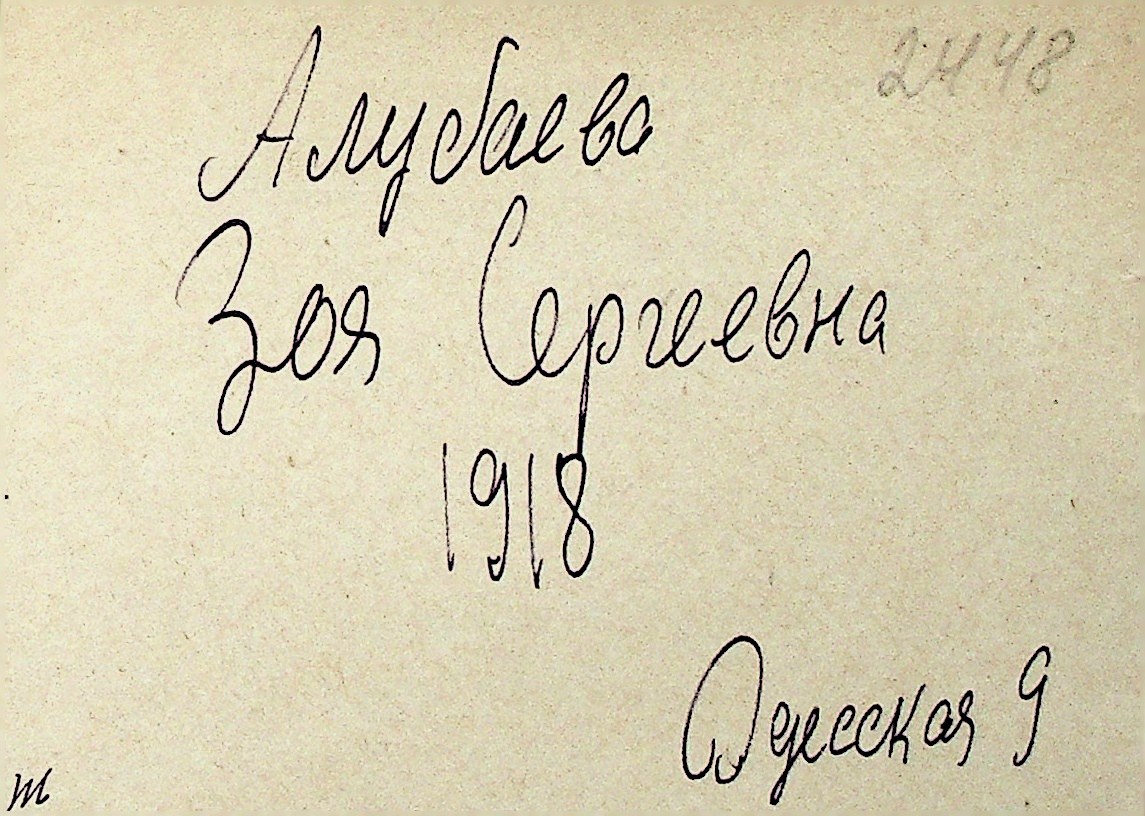 2448
Алубаева
Зоя Сергеевна
1918
Одесская 9
т